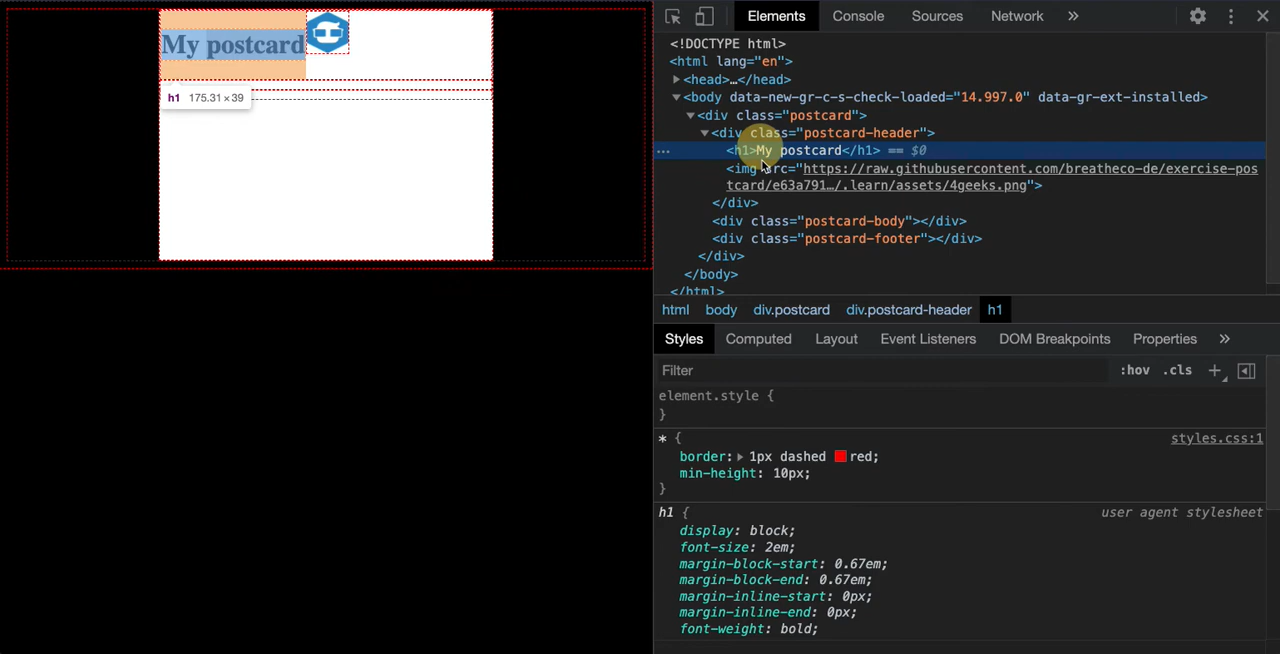 My postcard
h1 175.31 × 39
Elements Console Sources Network »
<!DOCTYPE html>
<html lang="en">
▶<head>…</head>
▼<body data-new-gr-c-s-check-loaded="14.997.0" data-gr-ext-installed>
▼<div class="postcard">
▼<div class="postcard-header">
… <h1>My postcard</h1> == $0
<img src="https://raw.githubusercontent.com/breatheco-de/exercise-pos
tcard/e63a791…/.learn/assets/4geeks.png">
</div>
<div class="postcard-body"></div>
<div class="postcard-footer"></div>
</div>
</body>
</html>
html body div.postcard div.postcard-header h1
Styles Computed Layout Event Listeners DOM Breakpoints Properties »
Filter :hov .cls +
element.style {
}
* { styles.css:1
border: ▶ 1px dashed red;
min-height: 10px;
}
h1 { user agent stylesheet
display: block;
font-size: 2em;
margin-block-start: 0.67em;
margin-block-end: 0.67em;
margin-inline-start: 0px;
margin-inline-end: 0px;
font-weight: bold;